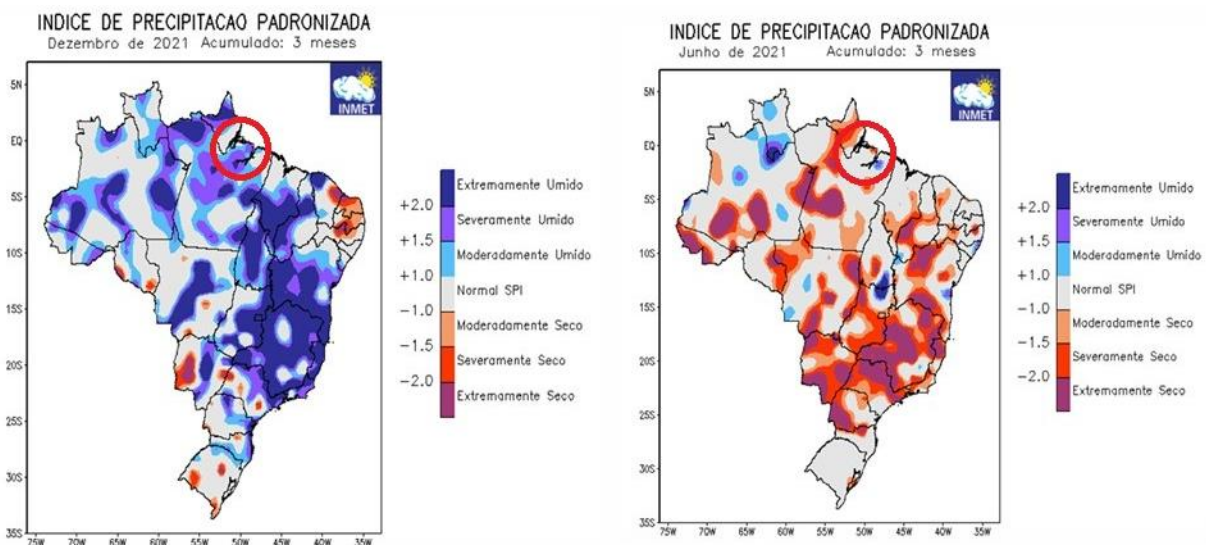 INDICE DE PRECIPITACAO PADRONIZADA
Dezembro de 2021 Acumulado: 3 meses
INMET
5N
EQ
5S
10S
15S
20S
25S
30S
35S
75W 70W 65W 60W 55W 50W 45W 40W 35W
Extremamente Umido
+2.0
Severamente Umido
+1.5
Moderadamente Umido
+1.0
Normal SPI
-1.0
Moderadamente Seco
-1.5
Severamente Seco
-2.0
Extremamente Seco
INDICE DE PRECIPITACAO PADRONIZADA
Junho de 2021 Acumulado: 3 meses
INMET
5N
EQ
5S
10S
15S
20S
25S
30S
35S
75W 70W 65W 60W 55W 50W 45W 40W 35W
Extremamente Umido
+2.0
Severamente Umido
+1.5
Moderadamente Umido
+1.0
Normal SPI
-1.0
Moderadamente Seco
-1.5
Severamente Seco
-2.0
Extremamente Seco